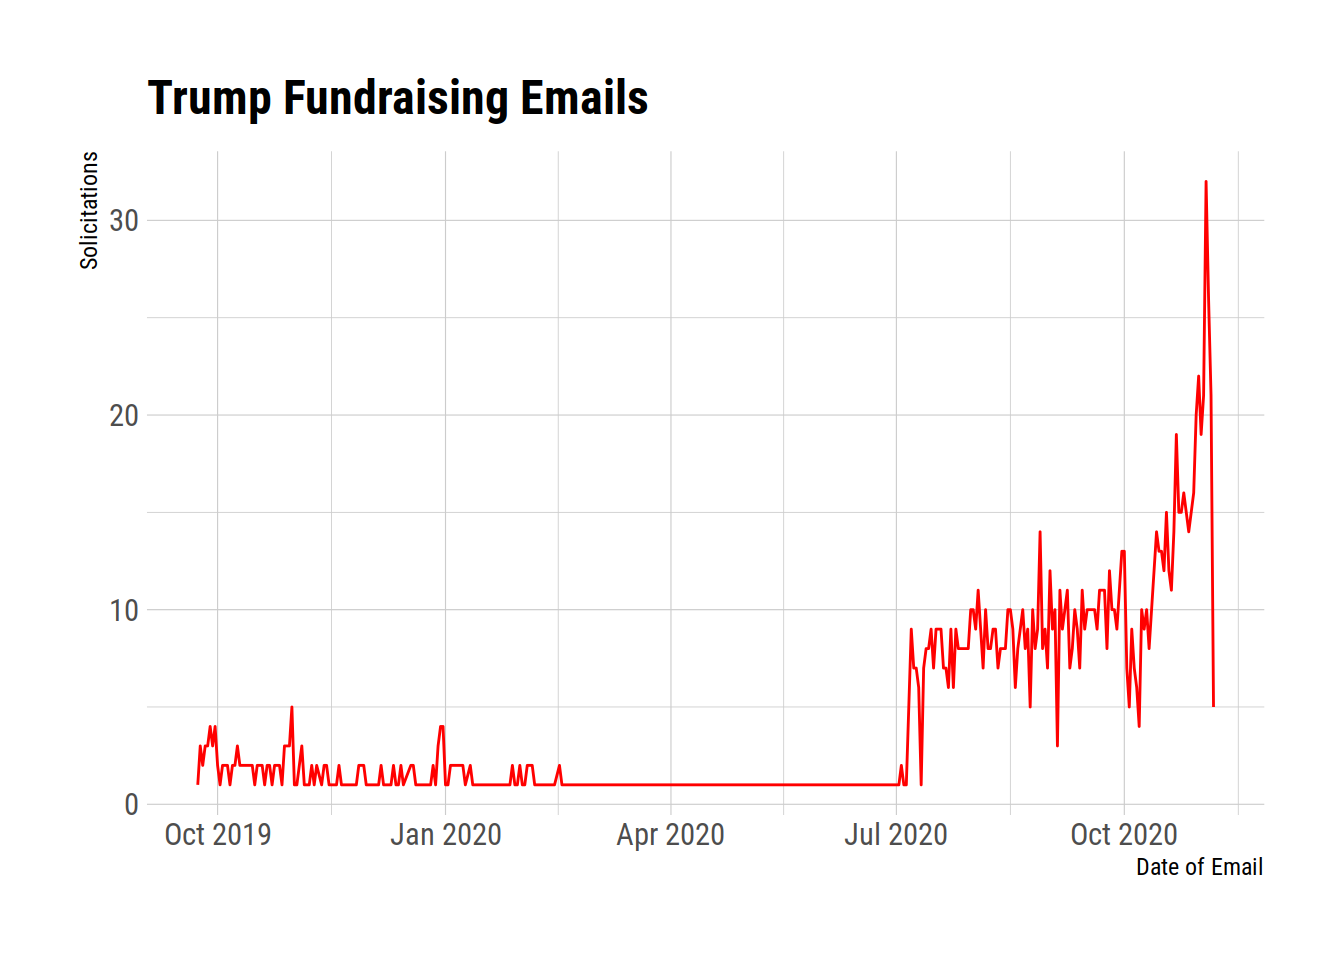 Trump Fundraising Emails
Solicitations
30
20
10
0
Oct 2019 Jan 2020 Apr 2020 Jul 2020 Oct 2020
Date of Email